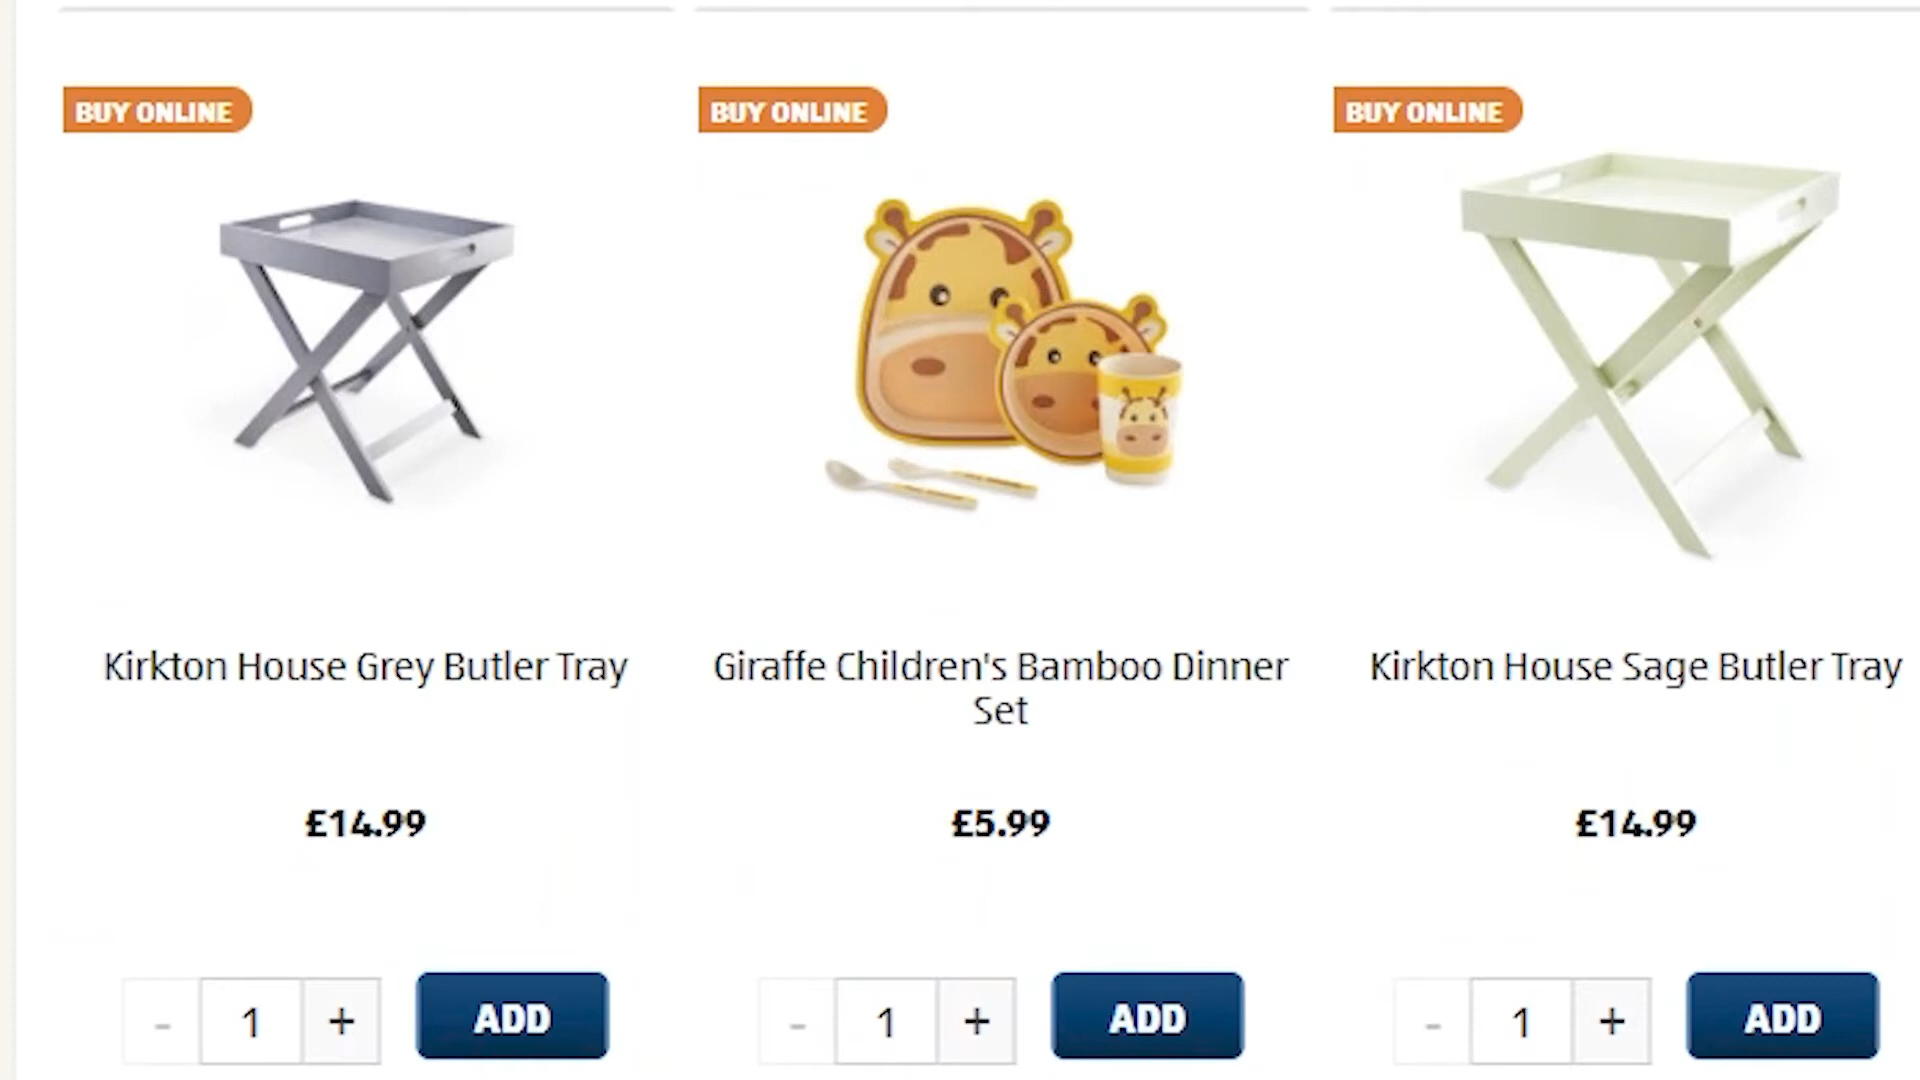 BUY ONLINE
BUY ONLINE
BUY ONLINE
Kirkton House Grey Butler Tray
Giraffe Children's Bamboo Dinner
Set
Kirkton House Sage Butler Tray
£14.99
£5.99
£14.99
- 1 + ADD
- 1 + ADD
- 1 + ADD